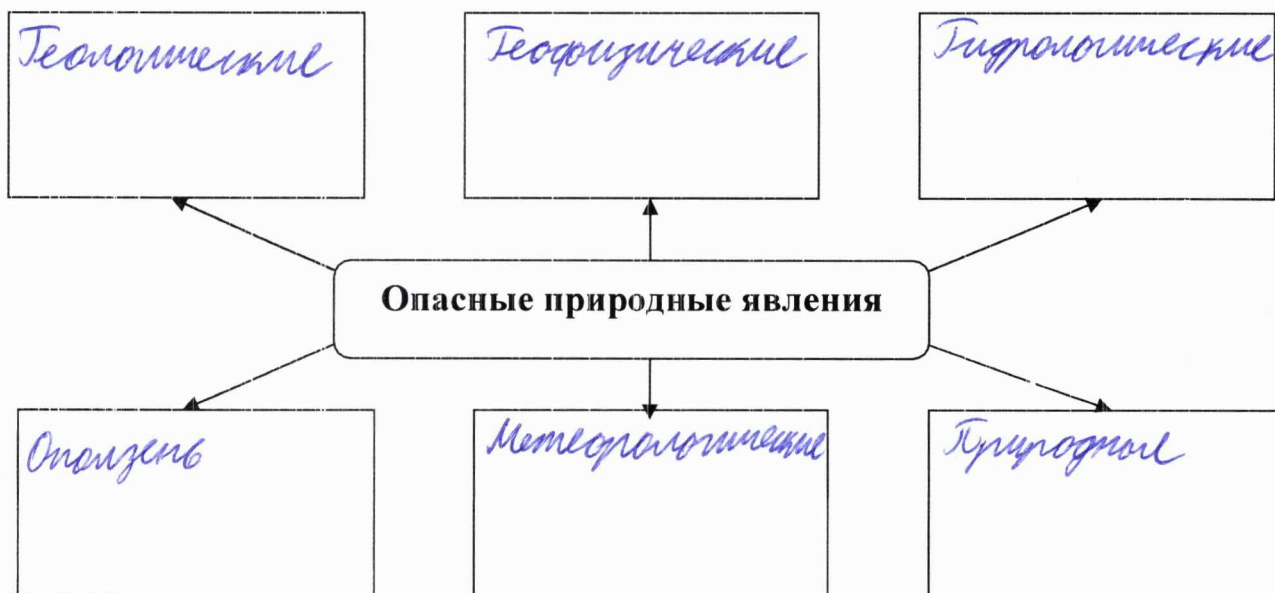 Геологические
Геофизические
Гидрологические
Опасные природные явления
Оползень
Метеорологические
Природные